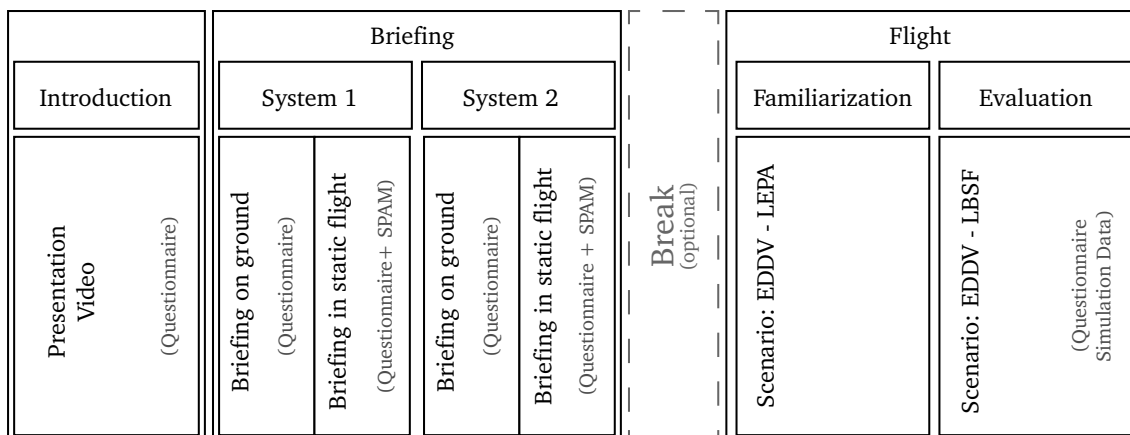 Briefing
Flight
Introduction
System 1
System 2
Familiarization
Evaluation
Presentation
Video
(Questionnaire)
Briefing on ground
(Questionnaire)
Briefing in static flight
(Questionnaire+ SPAM)
Briefing on ground
(Questionnaire)
Briefing in static flight
(Questionnaire + SPAM)
Break
(optional)
Scenario: EDDV - LEPA
Scenario: EDDV - LBSF
(Questionnaire
Simulation Data)